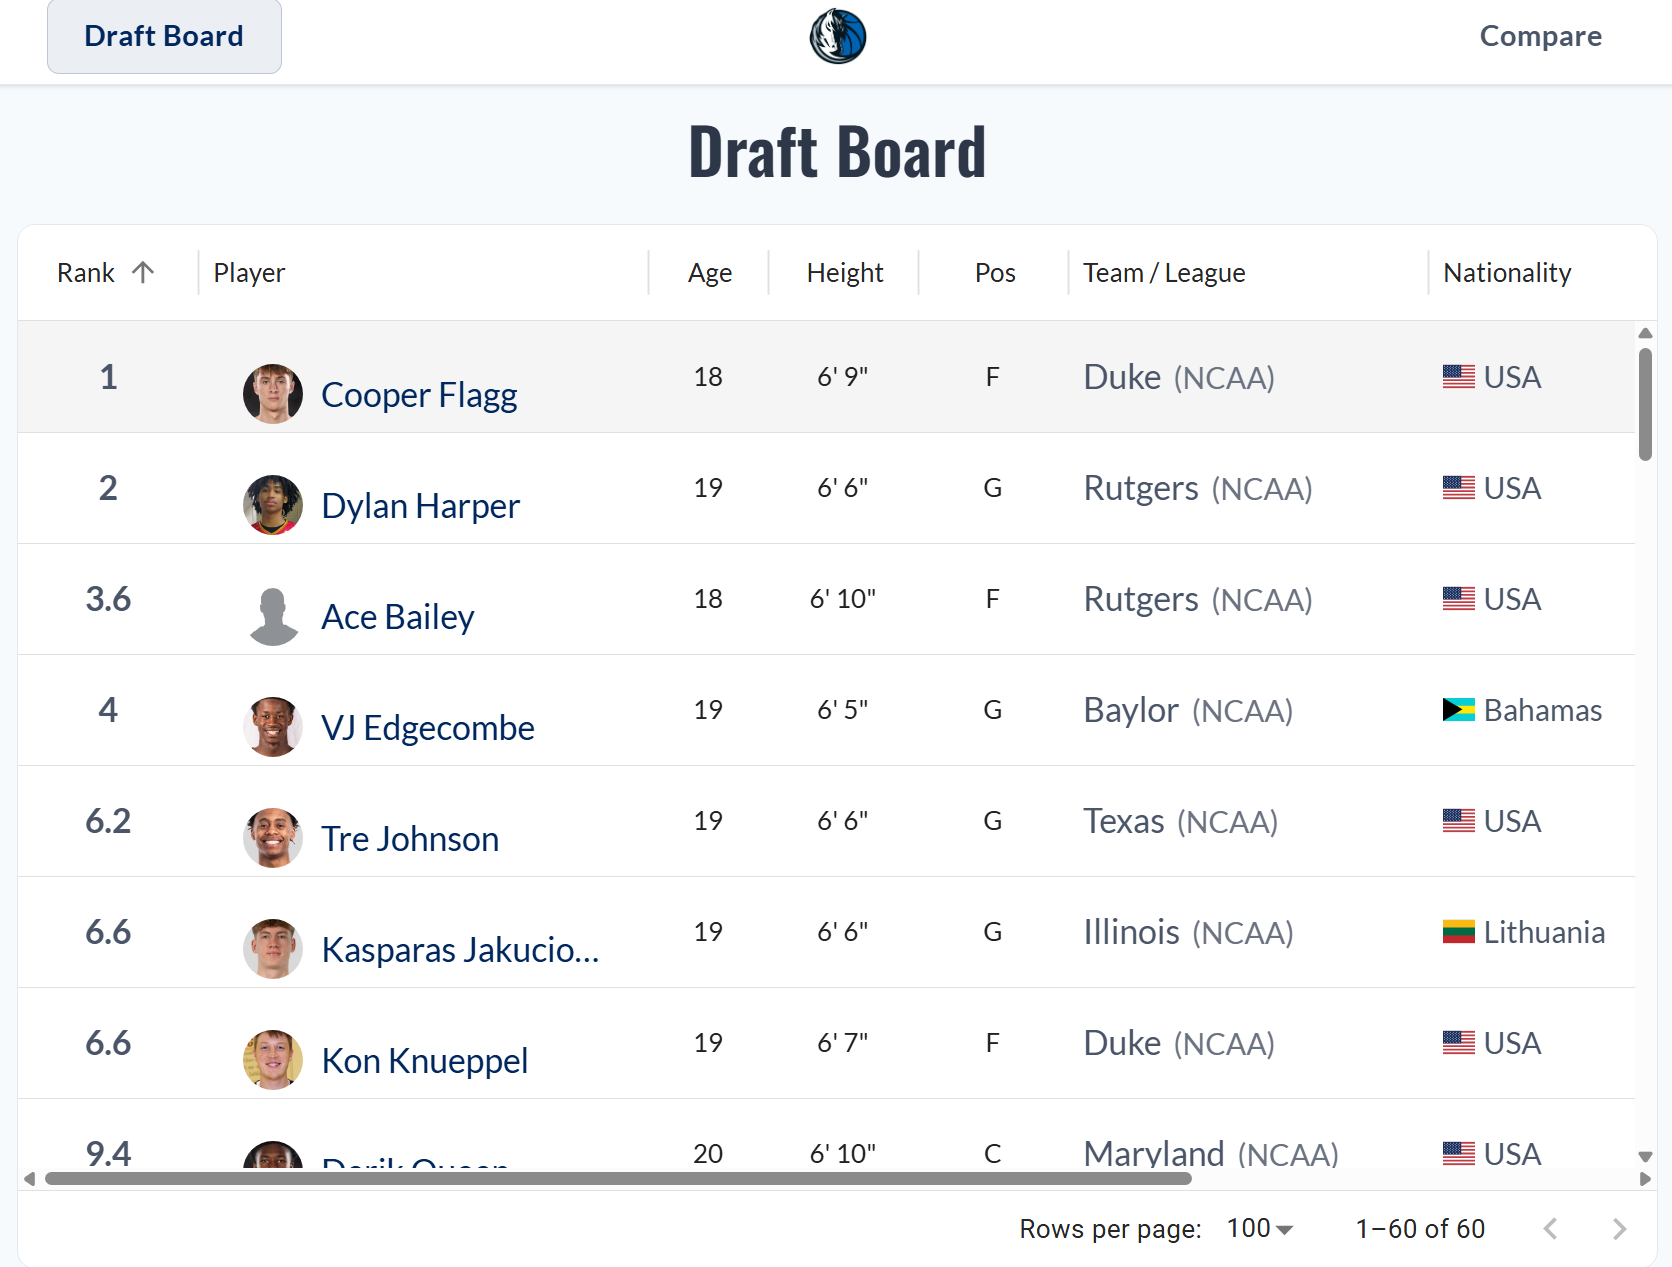 Draft Board Compare
Draft Board
Rank Player Age Height Pos Team / League Nationality
1 Cooper Flagg 18 6' 9" F Duke (NCAA) USA
2 Dylan Harper 19 6' 6" G Rutgers (NCAA) USA
3.6 Ace Bailey 18 6' 10" F Rutgers (NCAA) USA
4 VJ Edgecombe 19 6' 5" G Baylor (NCAA) Bahamas
6.2 Tre Johnson 19 6' 6" G Texas (NCAA) USA
6.6 Kasparas Jakucio... 19 6' 6" G Illinois (NCAA) Lithuania
6.6 Kon Knueppel 19 6' 7" F Duke (NCAA) USA
9.4 Derik Queen 20 6' 10" C Maryland (NCAA) USA
Rows per page: 100 1–60 of 60